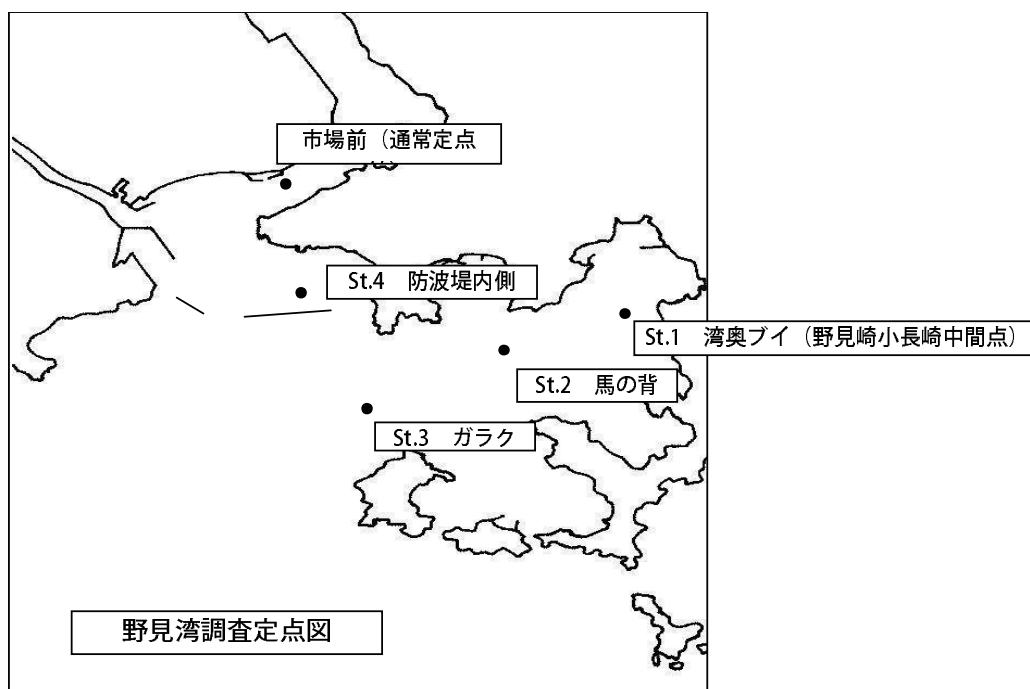 市場前（通常定点
St.4　防波堤内側
St.1　湾奥ブイ（野見崎小長崎中間点）
St.2　馬の背
St.3　ガラク
野見湾調査定点図